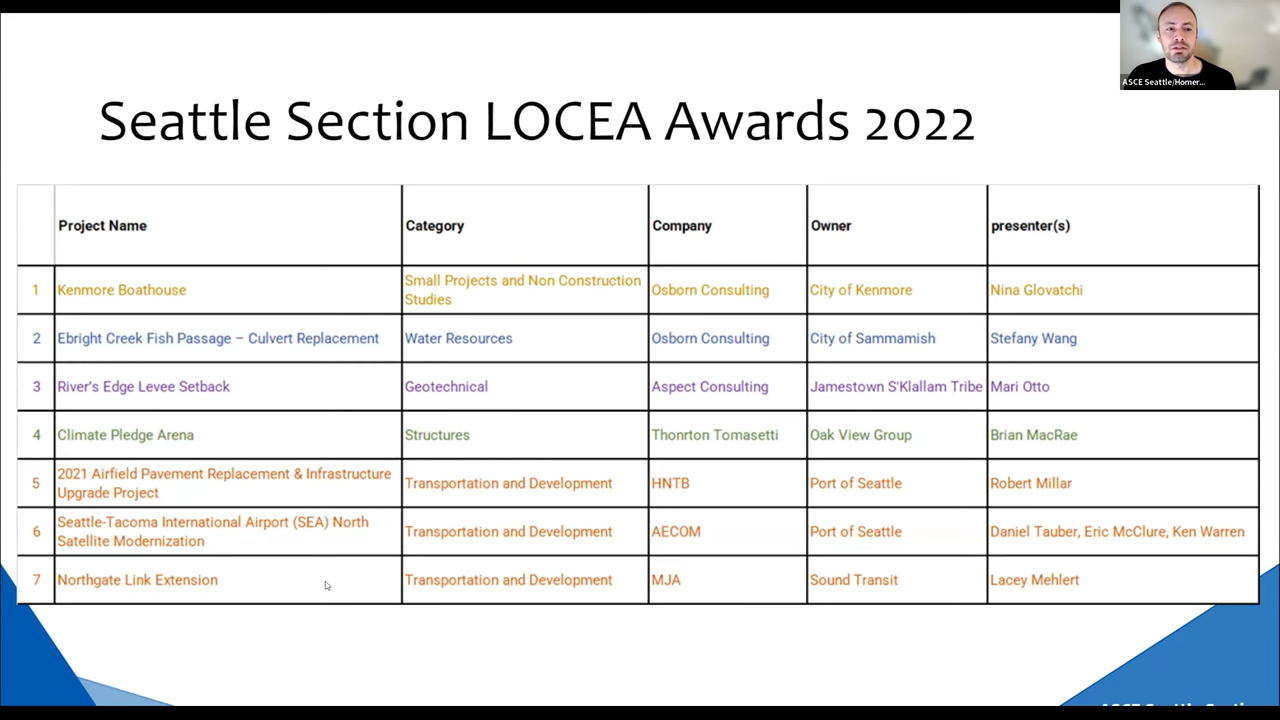 ASCE Seattle/Homer...
Seattle Section LOCEA Awards 2022
Project Name Category Company Owner presenter(s)
1 Kenmore Boathouse Small Projects and Non Construction Studies Osborn Consulting City of Kenmore Nina Glovatchi
2 Ebright Creek Fish Passage – Culvert Replacement Water Resources Osborn Consulting City of Sammamish Stefany Wang
3 River's Edge Levee Setback Geotechnical Aspect Consulting Jamestown S'Klallam Tribe Mari Otto
4 Climate Pledge Arena Structures Thonrton Tomasetti Oak View Group Brian MacRae
5 2021 Airfield Pavement Replacement & Infrastructure Upgrade Project Transportation and Development HNTB Port of Seattle Robert Millar
6 Seattle-Tacoma International Airport (SEA) North Satellite Modernization Transportation and Development AECOM Port of Seattle Daniel Tauber, Eric McClure, Ken Warren
7 Northgate Link Extension Transportation and Development MJA Sound Transit Lacey Mehlert